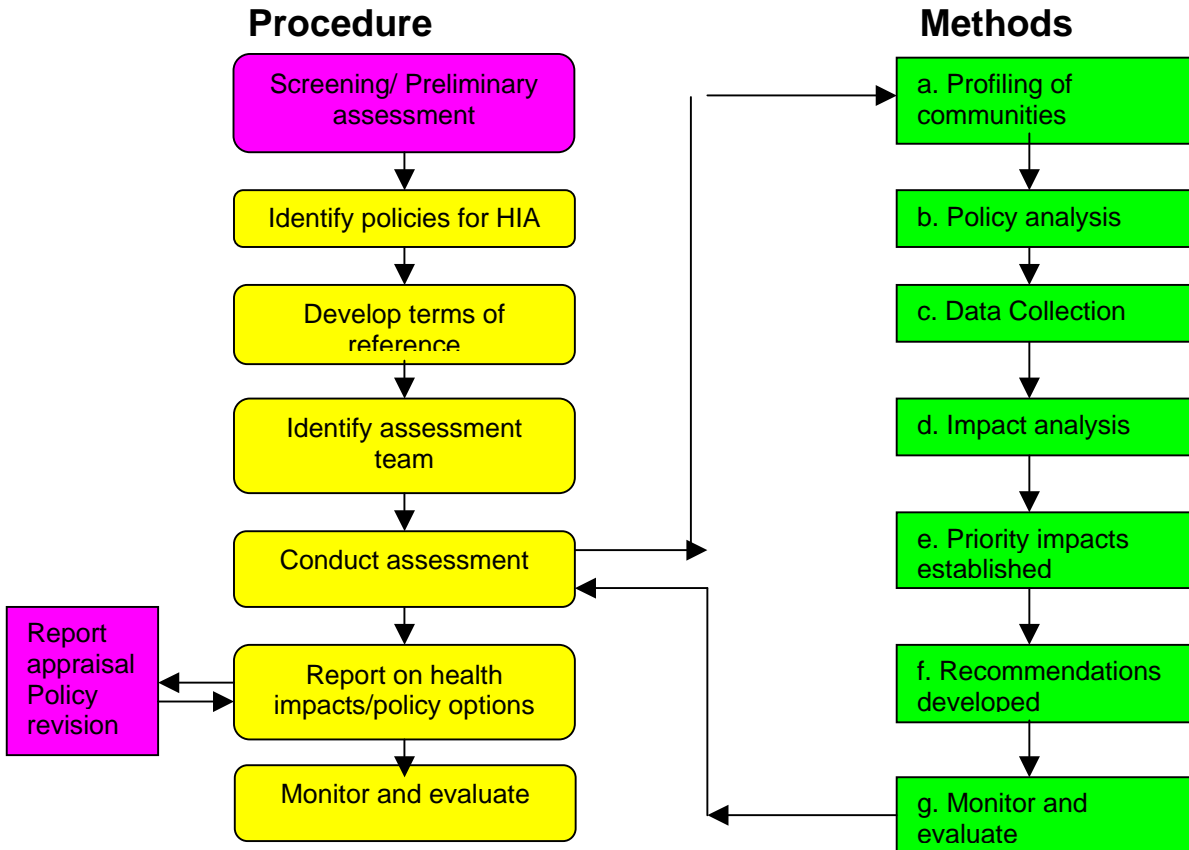 Procedure
Screening/ Preliminary
assessment
Identify policies for HIA
Develop terms of
reference
Identify assessment
team
Conduct assessment
Report on health
impacts/policy options
Monitor and evaluate
Report
appraisal
Policy
revision
Methods
a. Profiling of
communities
b. Policy analysis
c. Data Collection
d. Impact analysis
e. Priority impacts
established
f. Recommendations
developed
g. Monitor and
evaluate